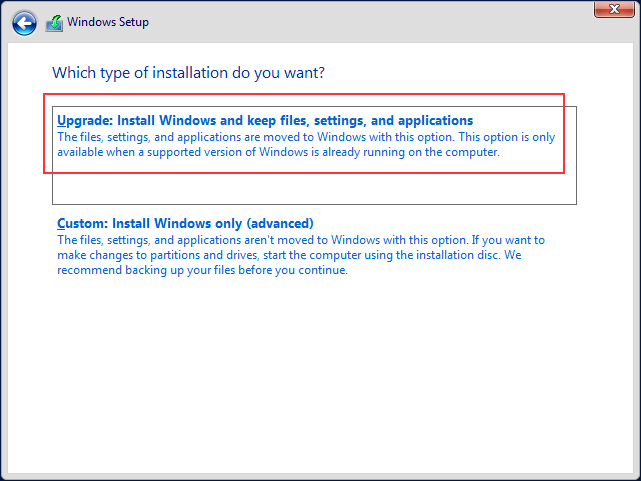 Windows Setup
Which type of installation do you want?
Upgrade: Install Windows and keep files, settings, and applications
The files, settings, and applications are moved to Windows with this option. This option is only
available when a supported version of Windows is already running on the computer.
Custom: Install Windows only (advanced)
The files, settings, and applications aren't moved to Windows with this option. If you want to
make changes to partitions and drives, start the computer using the installation disc. We
recommend backing up your files before you continue.